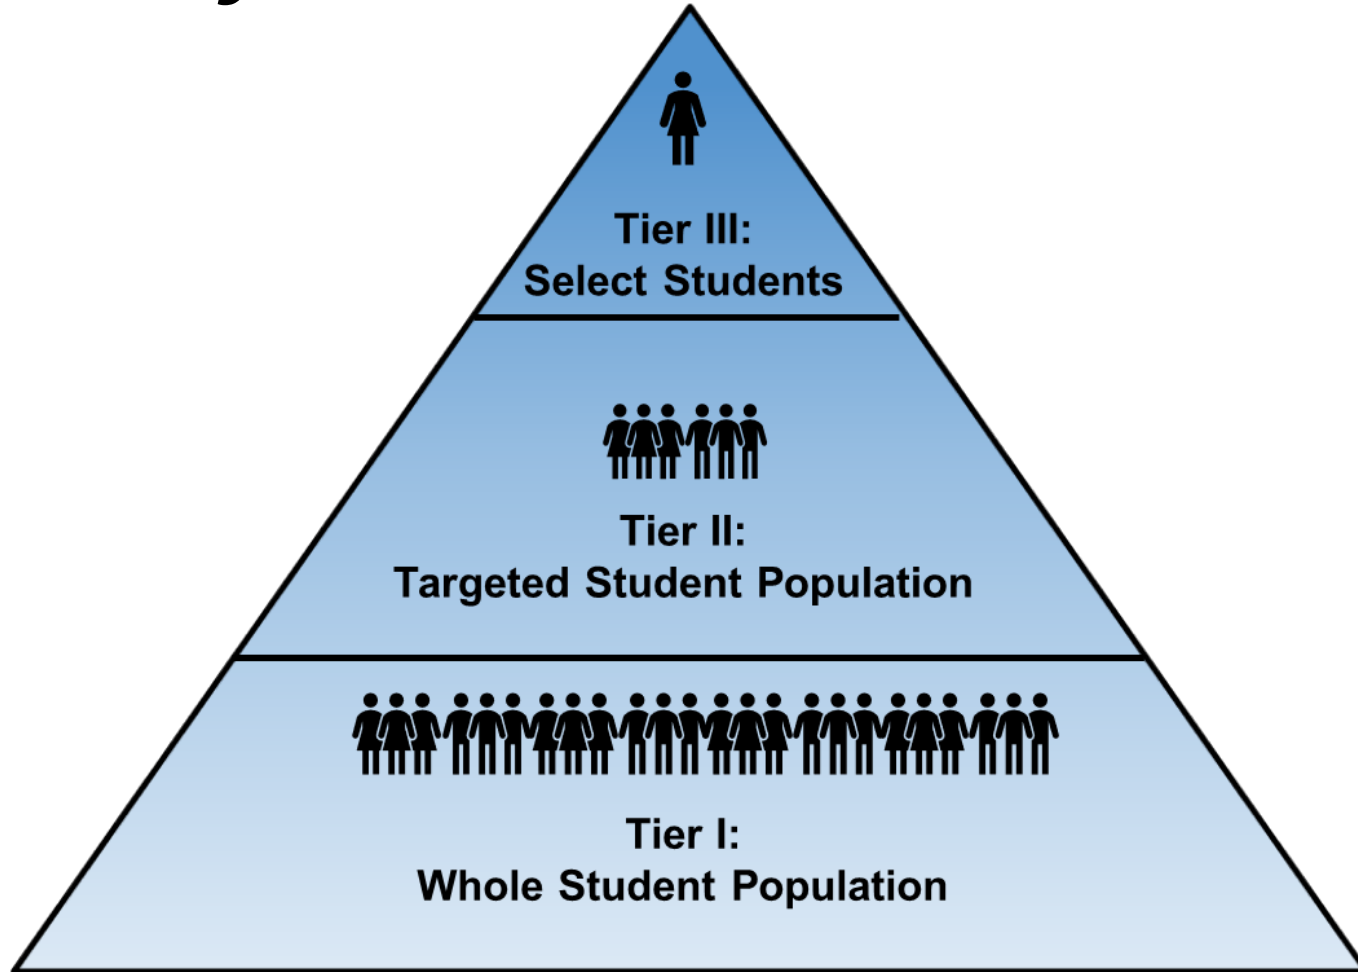 Tier III:
Select Students
Tier II:
Targeted Student Population
Tier I:
Whole Student Population